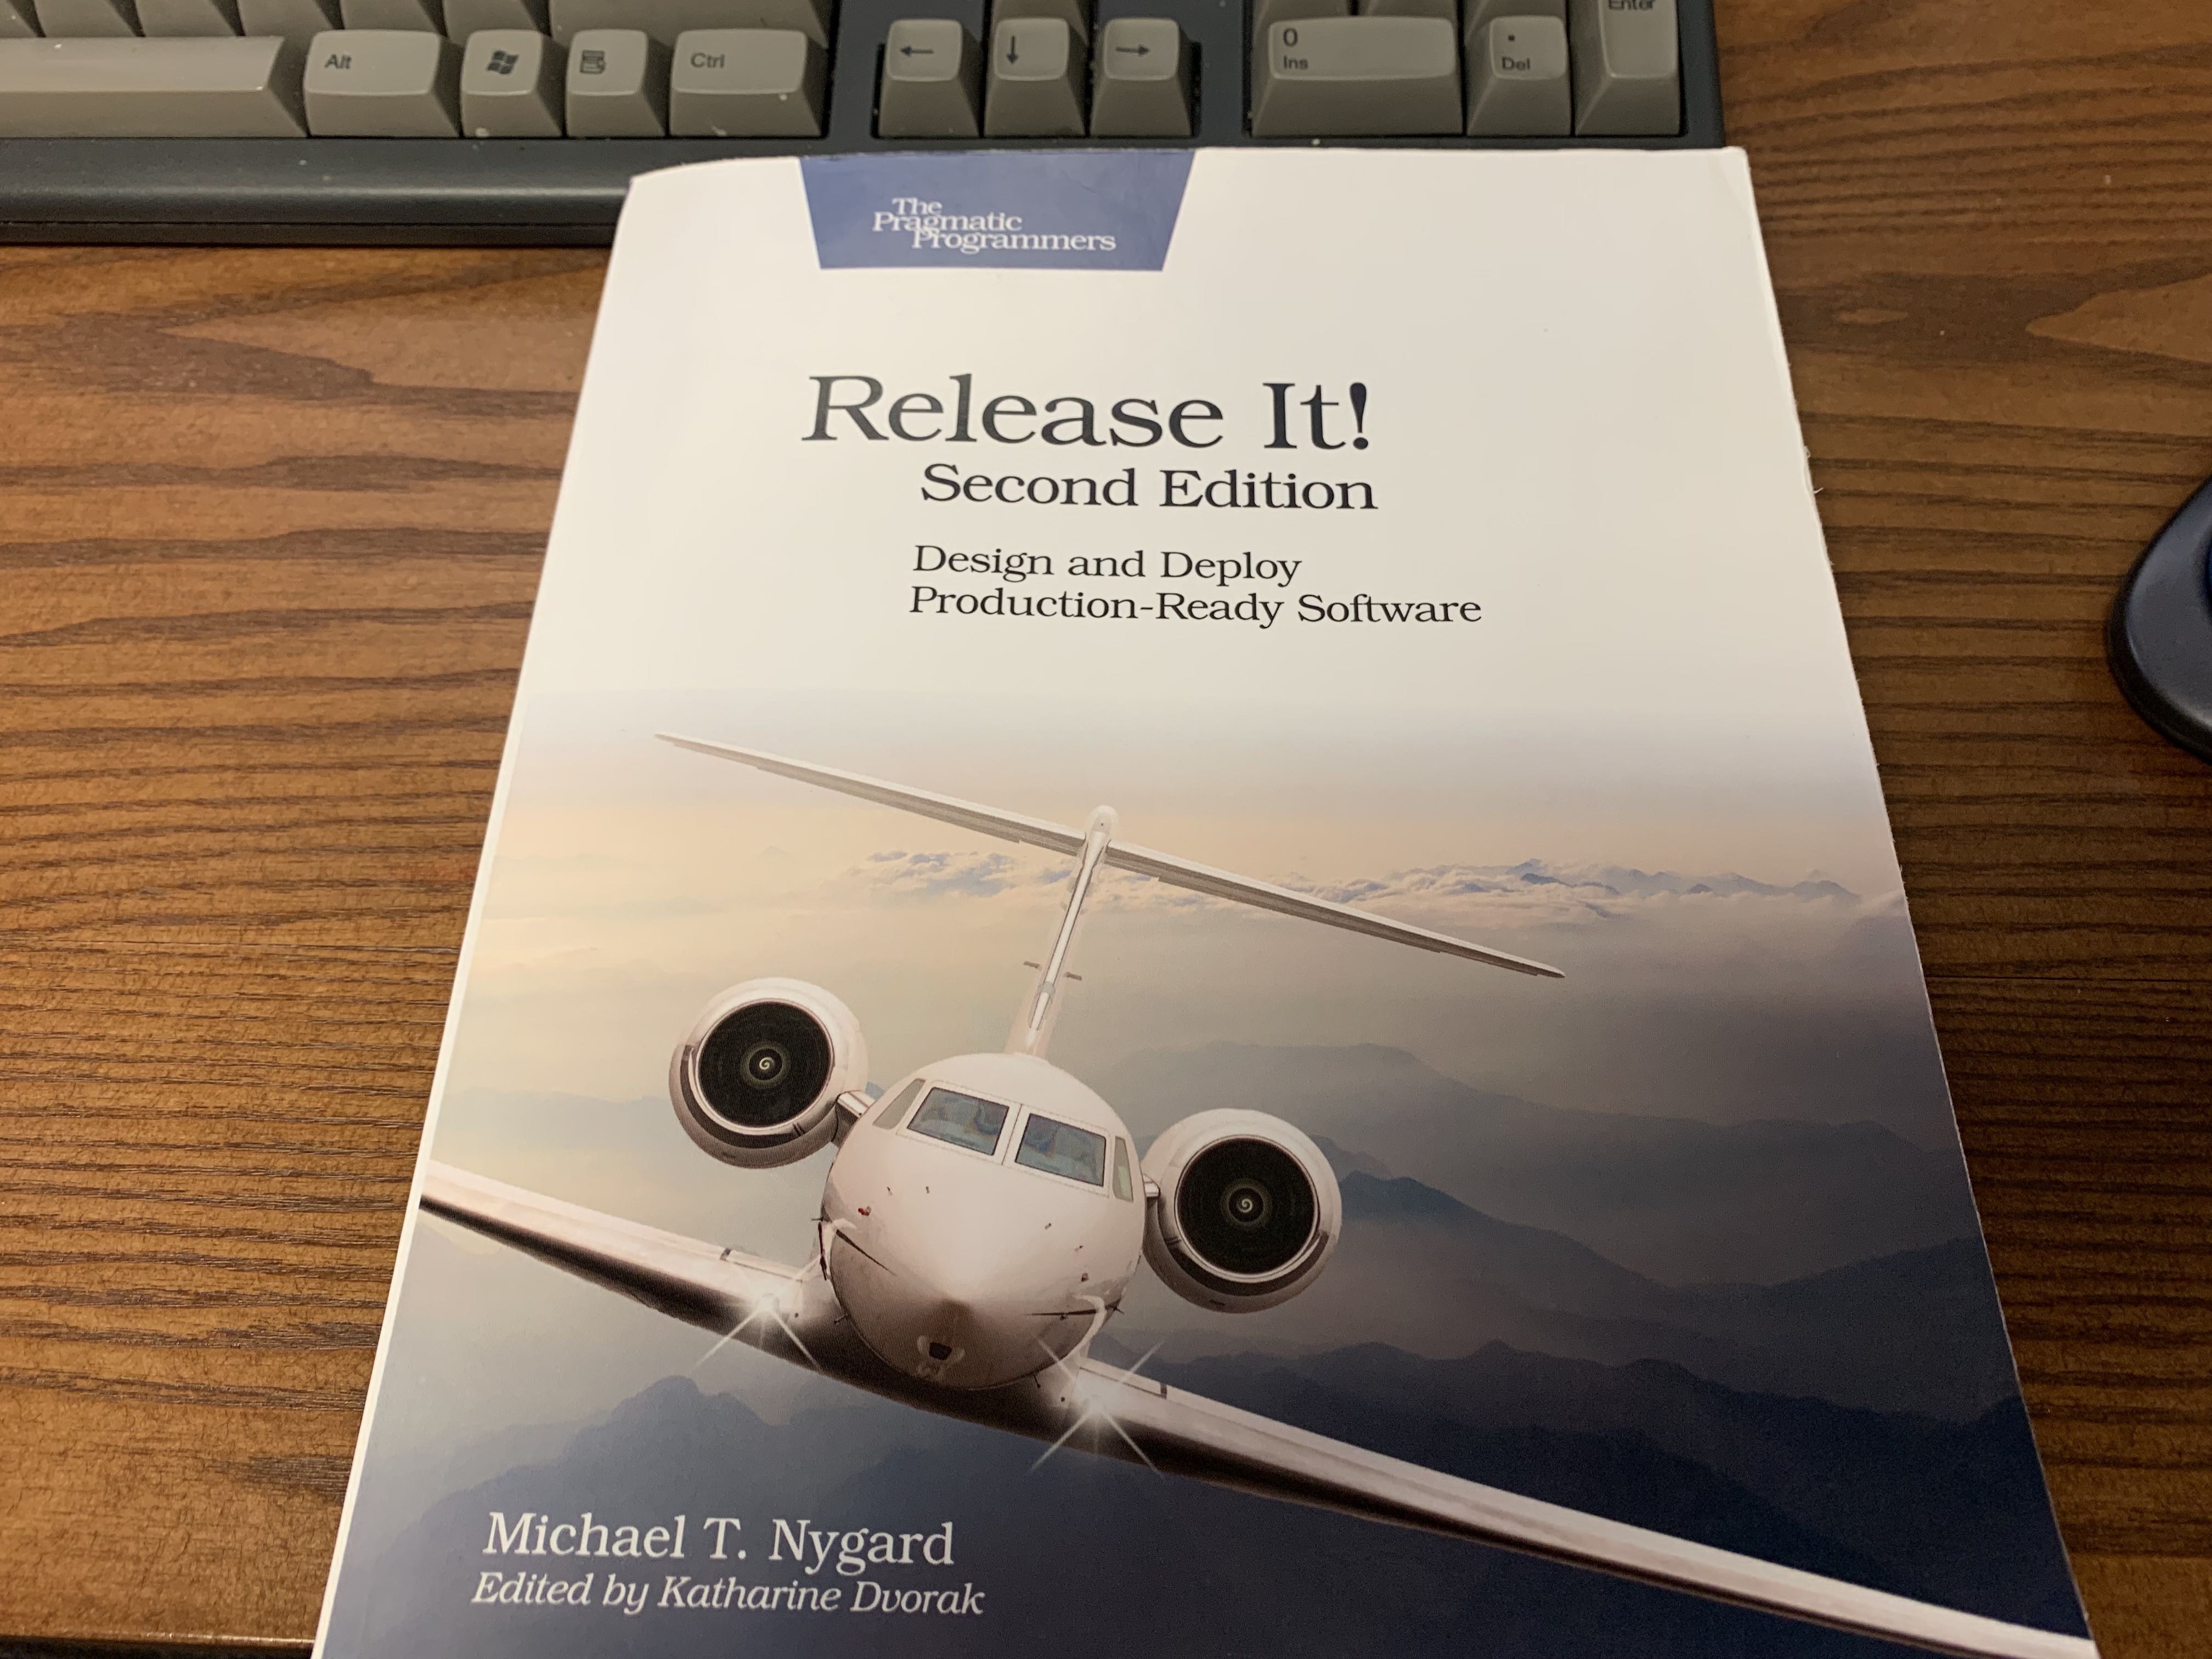 Enter
Alt
Ctrl
0
Ins
.
Del
The
Pragmatic
Programmers
Release It!
Second Edition
Design and Deploy
Production-Ready Software
Michael T. Nygard
Edited by Katharine Dvorak